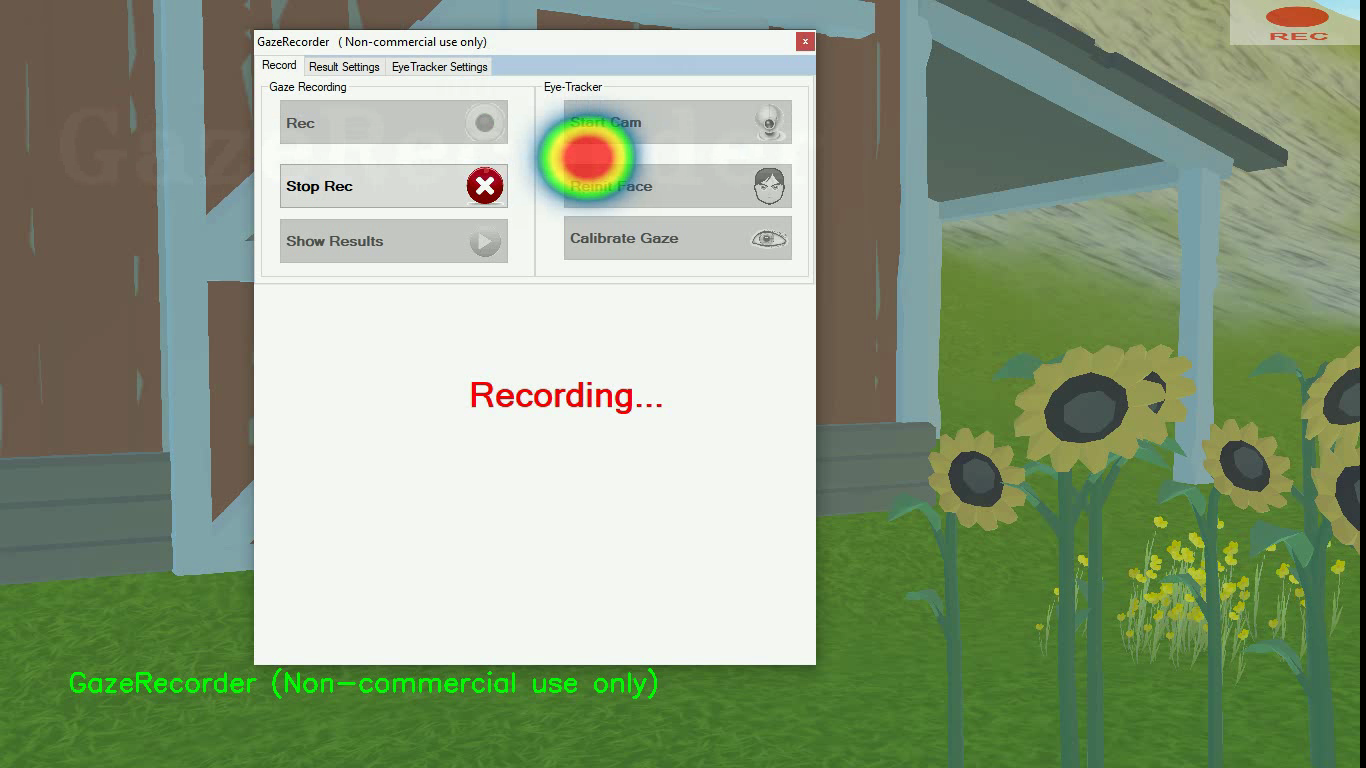 REC
GazeRecorder ( Non-commercial use only)
x
Record Result Settings EyeTracker Settings
Gaze Recording
Eye-Tracker
Rec
Stop Rec
Show Results
Start Cam
Reinit Face
Calibrate Gaze
GazeRecorder
Recording...
GazeRecorder (Non-commercial use only)